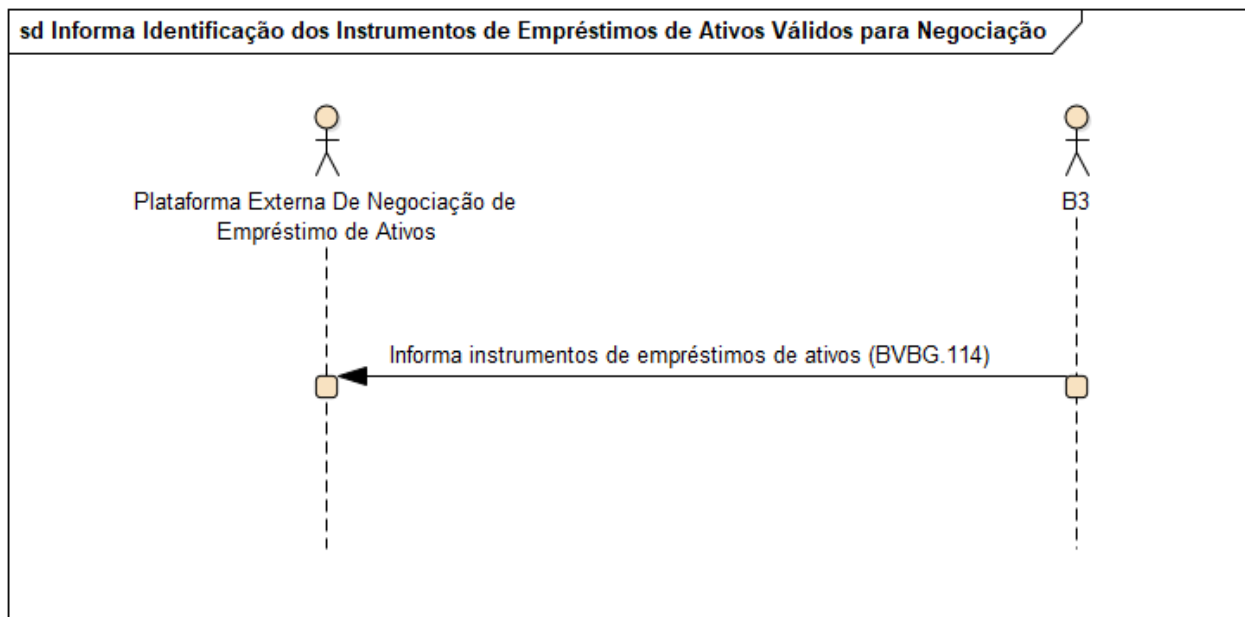 sd Informa Identificação dos Instrumentos de Empréstimos de Ativos Válidos para Negociação
Plataforma Externa De Negociação de
Empréstimo de Ativos
B3
Informa instrumentos de empréstimos de ativos (BVBG.114)